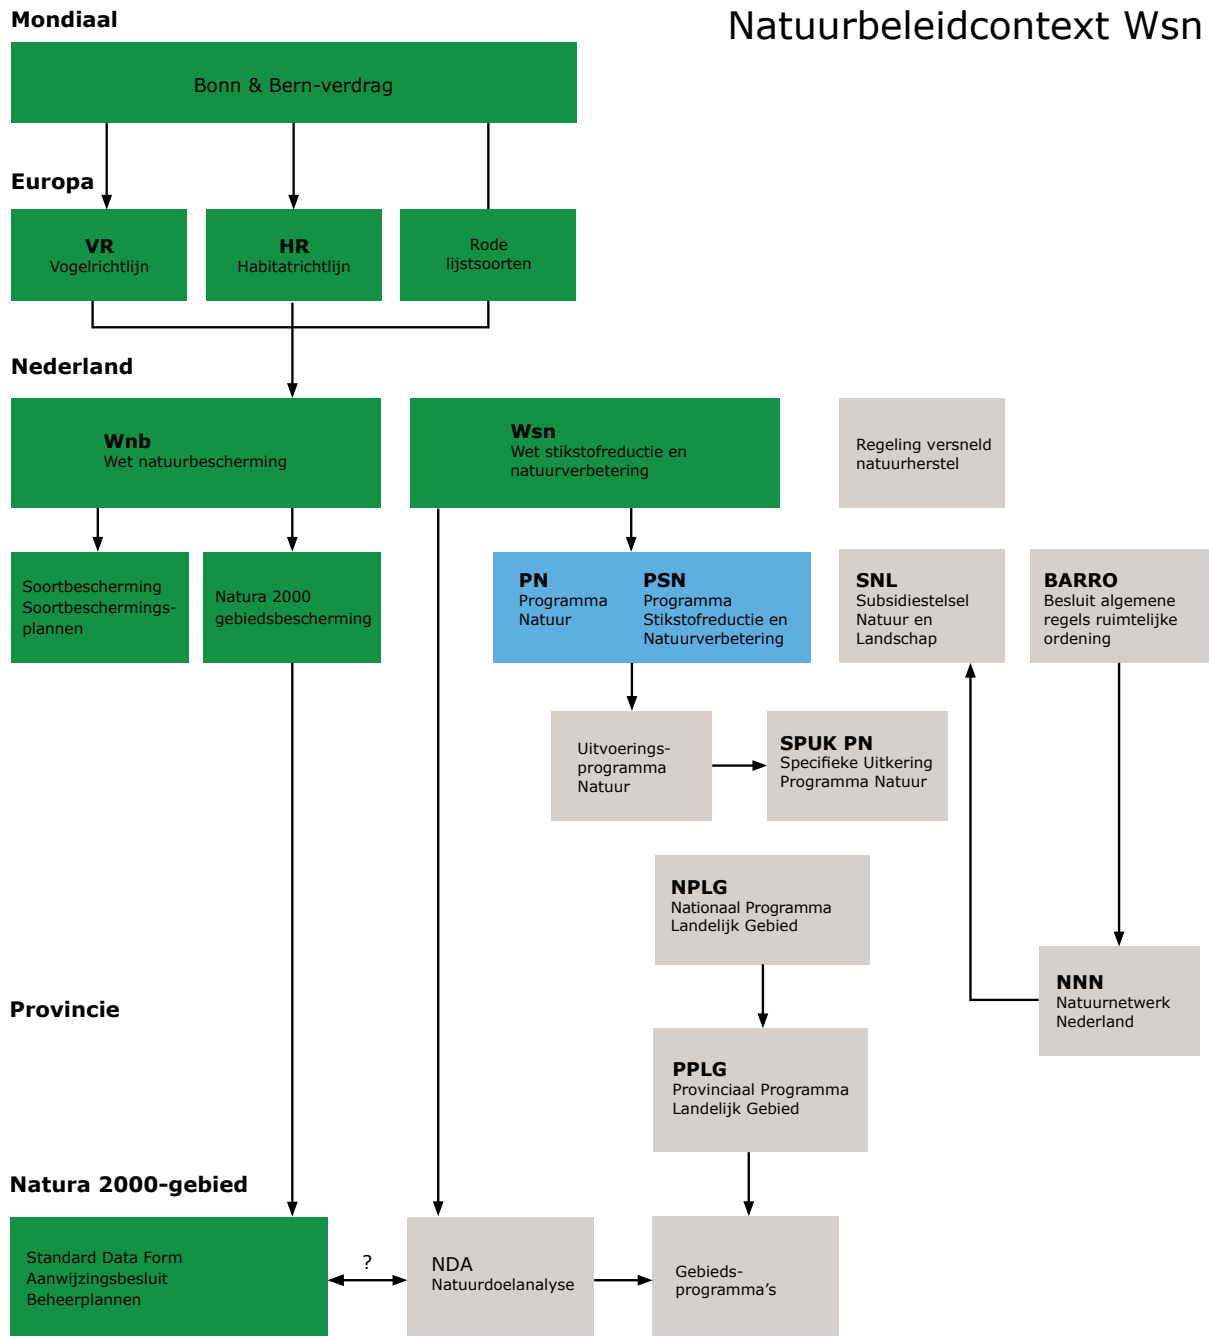 Mondiaal
Natuurbeleidcontext Wsn
Bonn & Bern-verdrag
Europa
VR
Vogelrichtlijn
HR
Habitatrichtlijn
Rode
lijstsoorten
Nederland
Wnb
Wet natuurbescherming
Wsn
Wet stikstofreductie en
natuurverbetering
Regeling versneld
natuurherstel
Soortbescherming
Soortbeschermings-
plannen
Natura 2000
gebiedsbescherming
PN
Programma
Natuur
PSN
Programma
Stikstofreductie en
Natuurverbetering
SNL
Subsidiestelsel
Natuur en
Landschap
BARRO
Besluit algemene
regels ruimtelijke
ordening
Uitvoerings-
programma
Natuur
SPUK PN
Specifieke Uitkering
Programma Natuur
NPLG
Nationaal Programma
Landelijk Gebied
NNN
Natuurnetwerk
Nederland
Provincie
PPLG
Provinciaal Programma
Landelijk Gebied
Natura 2000-gebied
Standard Data Form
Aanwijzingsbesluit
Beheerplannen
?
NDA
Natuurdoelanalyse
Gebieds-
programma's